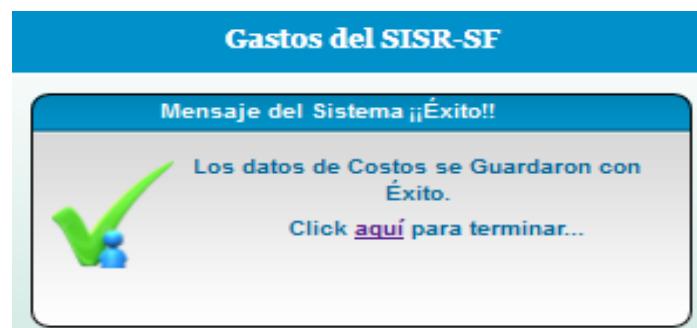 Gastos del SISR-SF
Mensaje del Sistema ¡¡Éxito!!
Los datos de Costos se Guardaron con
Éxito.
Click aquí para terminar...